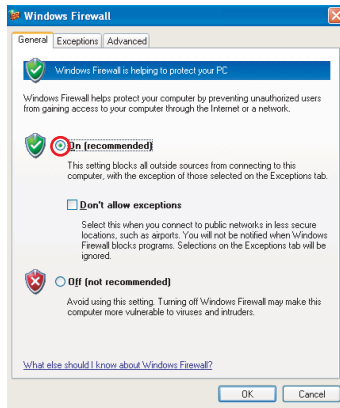 Windows Firewall
General Exceptions Advanced
Windows Firewall is helping to protect your PC
Windows Firewall helps protect your computer by preventing unauthorized users
from gaining access to your computer through the Internet or a network.
On (recommended)
This setting blocks all outside sources from connecting to this
computer, with the exception of those selected on the Exceptions tab.
Don't allow exceptions
Select this when you connect to public networks in less secure
locations, such as airports. You will not be notified when Windows
Firewall blocks programs. Selections on the Exceptions tab will be
ignored.
Off (not recommended)
Avoid using this setting. Turning off Windows Firewall may make this
computer more vulnerable to viruses and intruders.
What else should I know about Windows Firewall?
OK Cancel